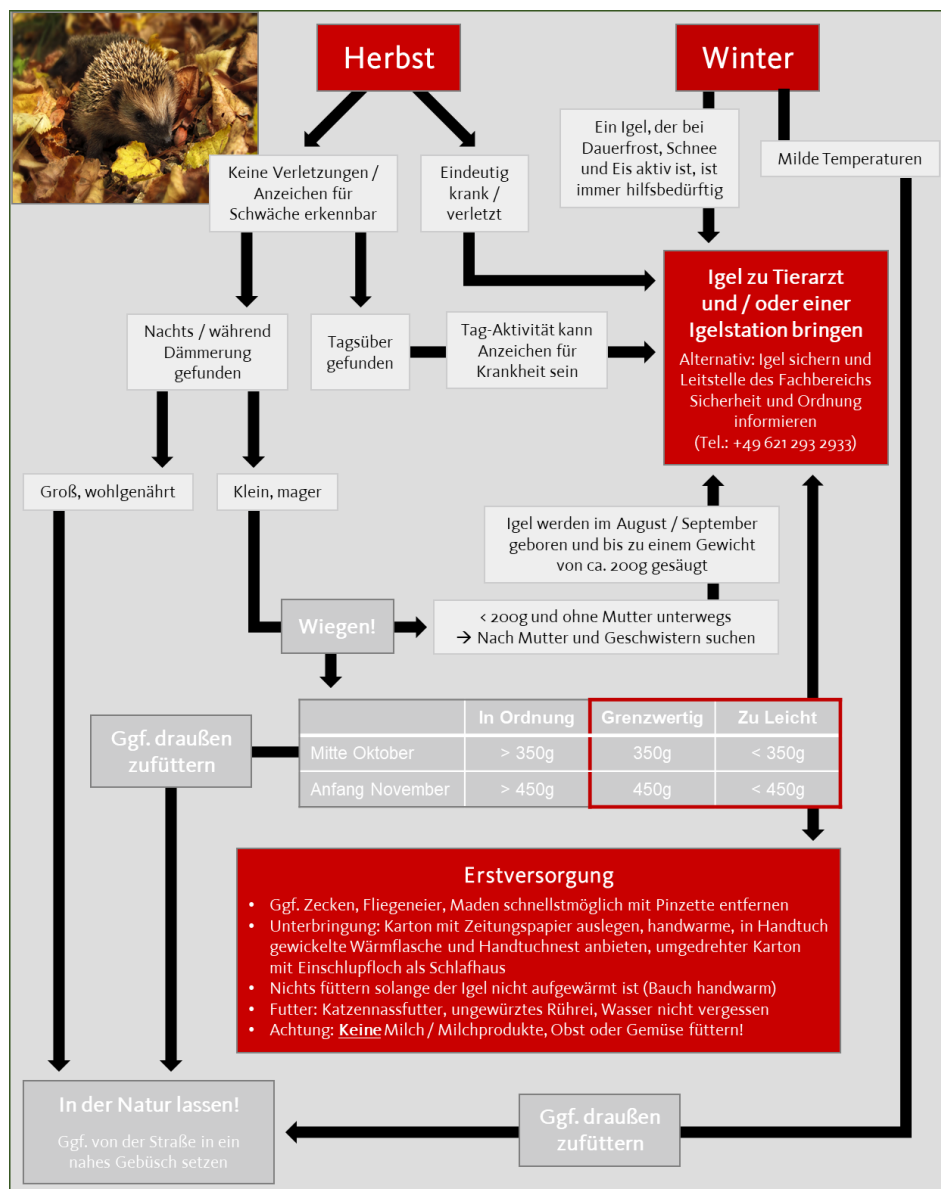 Herbst
Winter
Keine Verletzungen /
Anzeichen für
Schwäche erkennbar
Eindeutig
krank /
verletzt
Ein Igel, der bei
Dauerfrost, Schnee
und Eis aktiv ist, ist
immer hilfsbedürftig
Milde Temperaturen
Nachts / während
Dämmerung
gefunden
Tagsüber
gefunden
Tag-Aktivität kann
Anzeichen für
Krankheit sein
Igel zu Tierarzt
und / oder einer
Igelstation bringen
Alternativ: Igel sichern und
Leitstelle des Fachbereichs
Sicherheit und Ordnung
informieren
(Tel.: +49 621 293 2933)
Groß, wohlgenährt
Klein, mager
Igel werden im August / September
geboren und bis zu einem Gewicht
von ca. 200g gesäugt
Wiegen!
< 200g und ohne Mutter unterwegs
→ Nach Mutter und Geschwistern suchen
Ggf. draußen
zufüttern
In Ordnung Grenzwertig Zu Leicht
Mitte Oktober > 350g 350g < 350g
Anfang November > 450g 450g < 450g
Erstversorgung
• Ggf. Zecken, Fliegeneier, Maden schnellstmöglich mit Pinzette entfernen
• Unterbringung: Karton mit Zeitungspapier auslegen, handwarme, in Handtuch
gewickelte Wärmflasche und Handtuchnest anbieten, umgedrehter Karton
mit Einschlupfloch als Schlafhaus
• Nichts füttern solange der Igel nicht aufgewärmt ist (Bauch handwarm)
• Futter: Katzennassfutter, ungewürztes Rührei, Wasser nicht vergessen
• Achtung: Keine Milch / Milchprodukte, Obst oder Gemüse füttern!
In der Natur lassen!
Ggf. von der Straße in ein
nahes Gebüsch setzen
Ggf. draußen
zufüttern